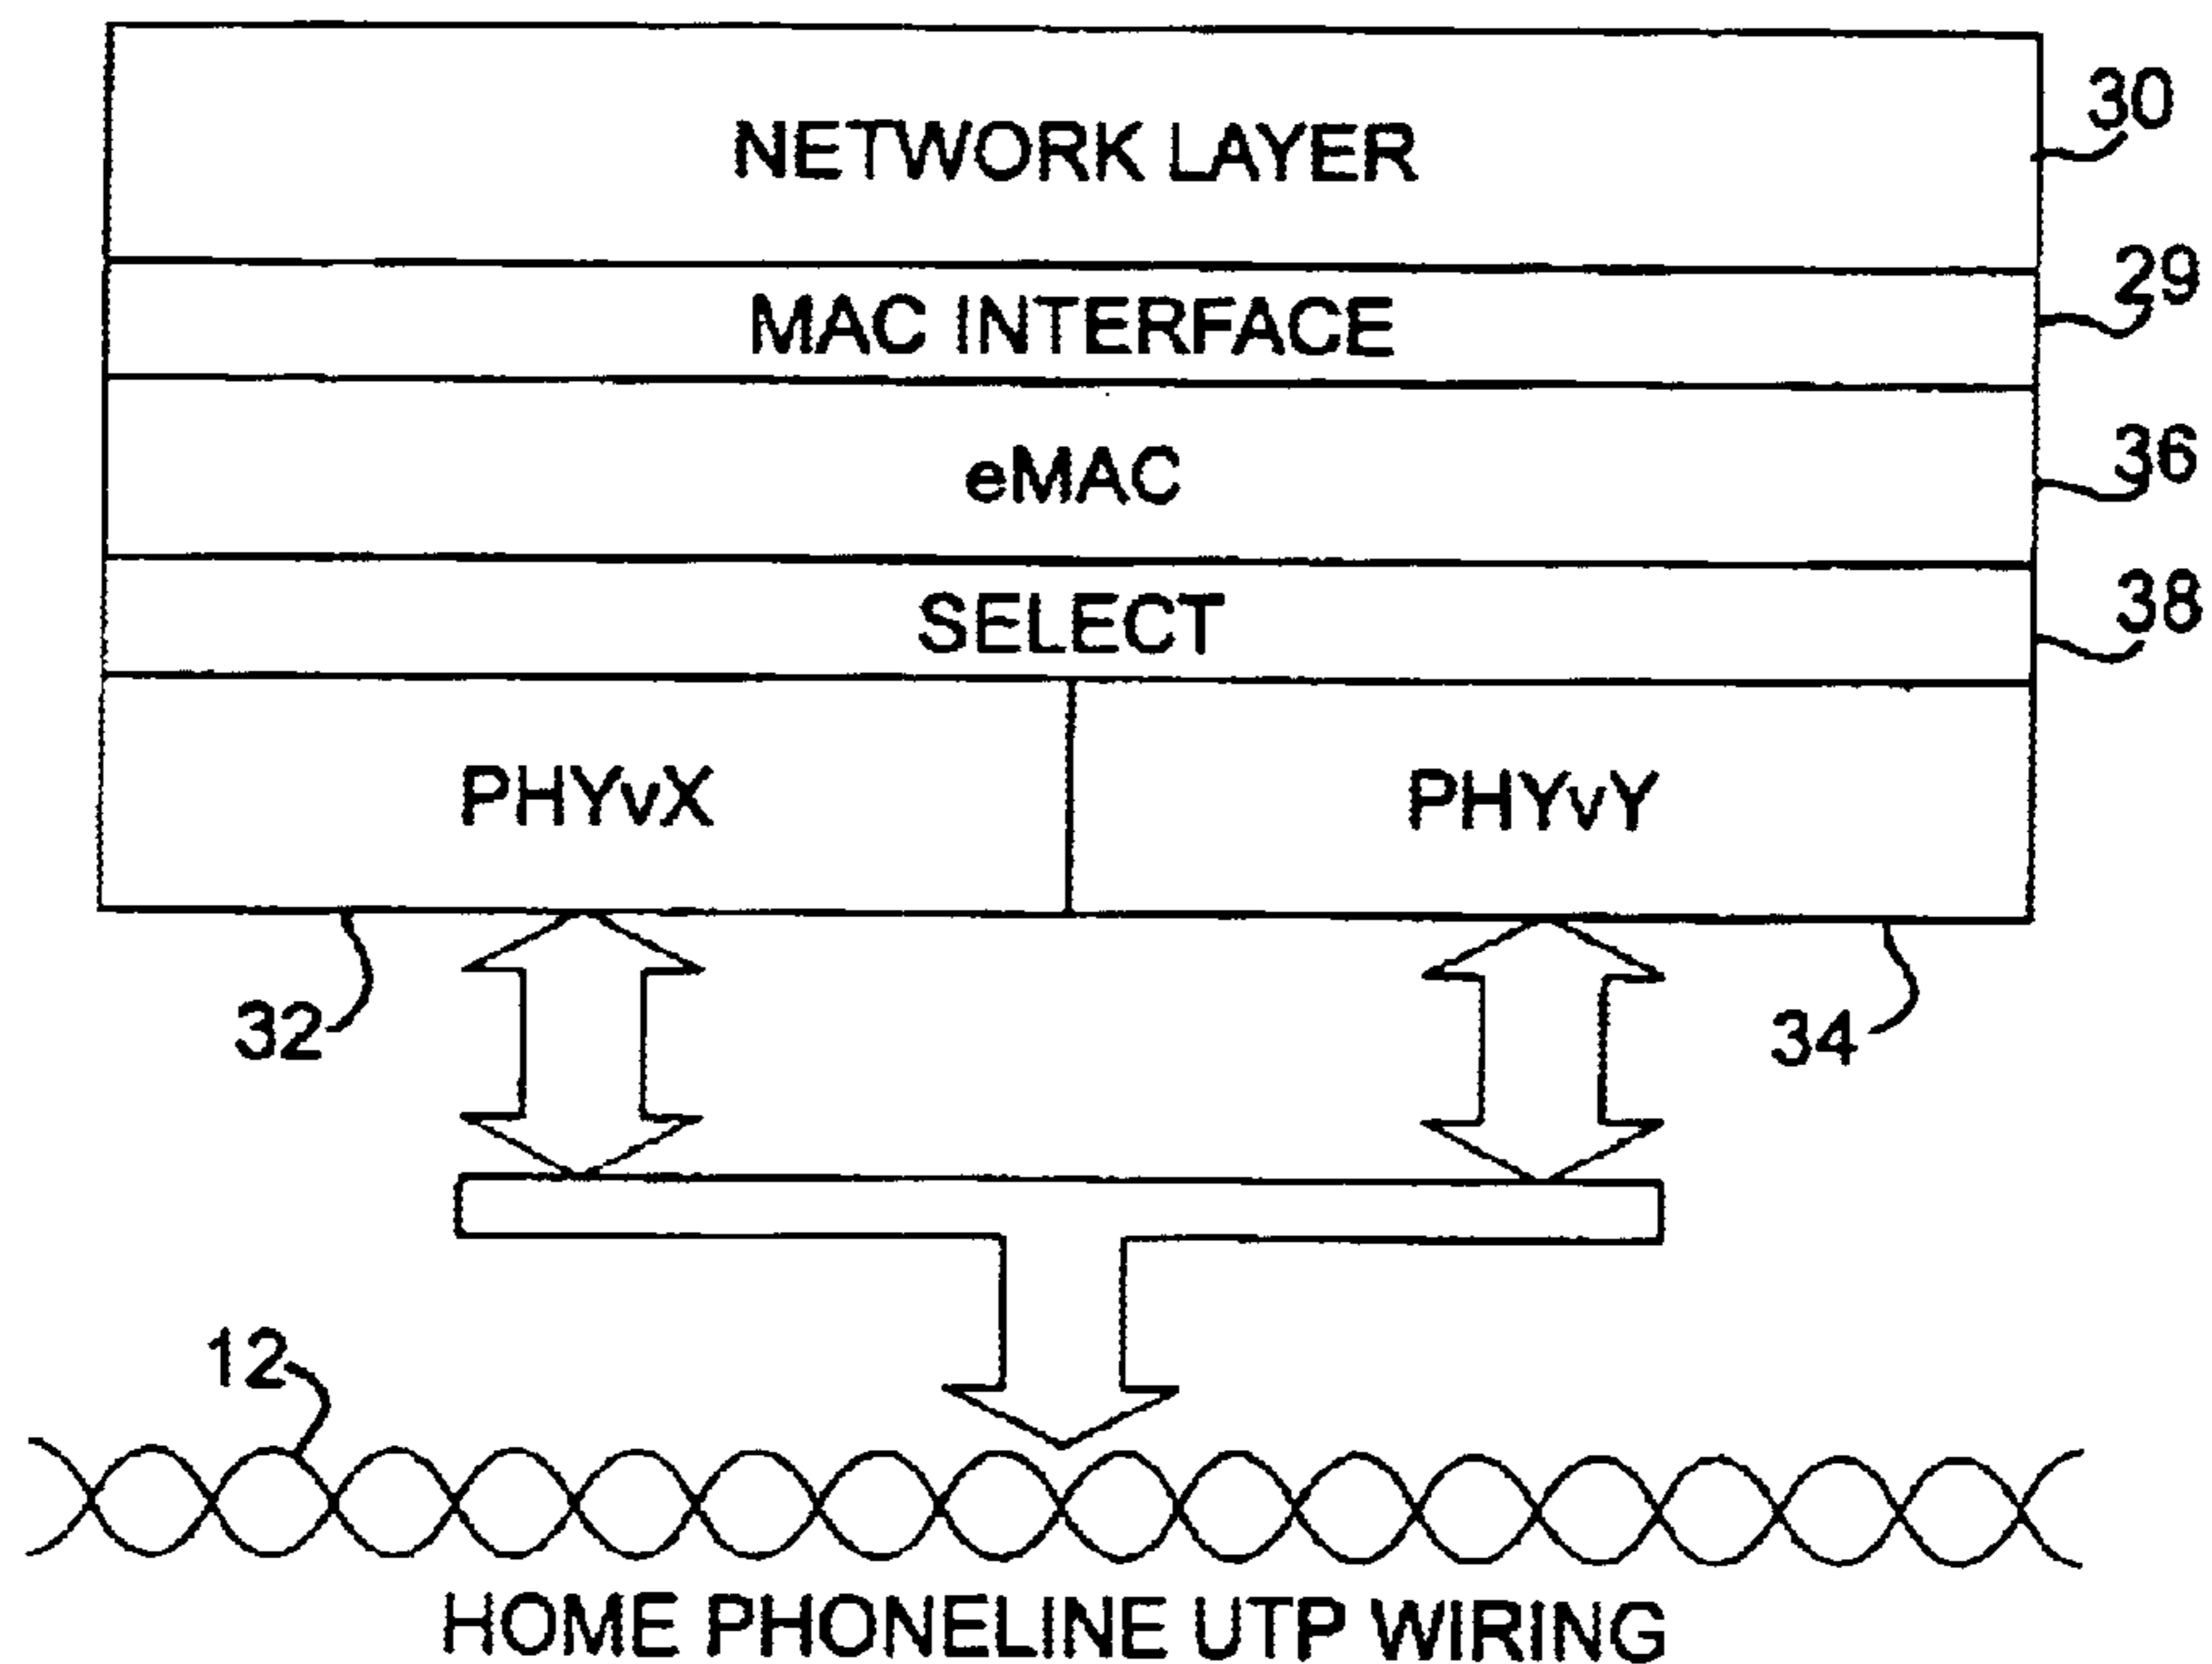 NETWORK LAYER
30
MAC INTERFACE
29
eMAC
36
SELECT
38
PHYvX
PHYvY
32
34
12
HOME PHONELINE UTP WIRING